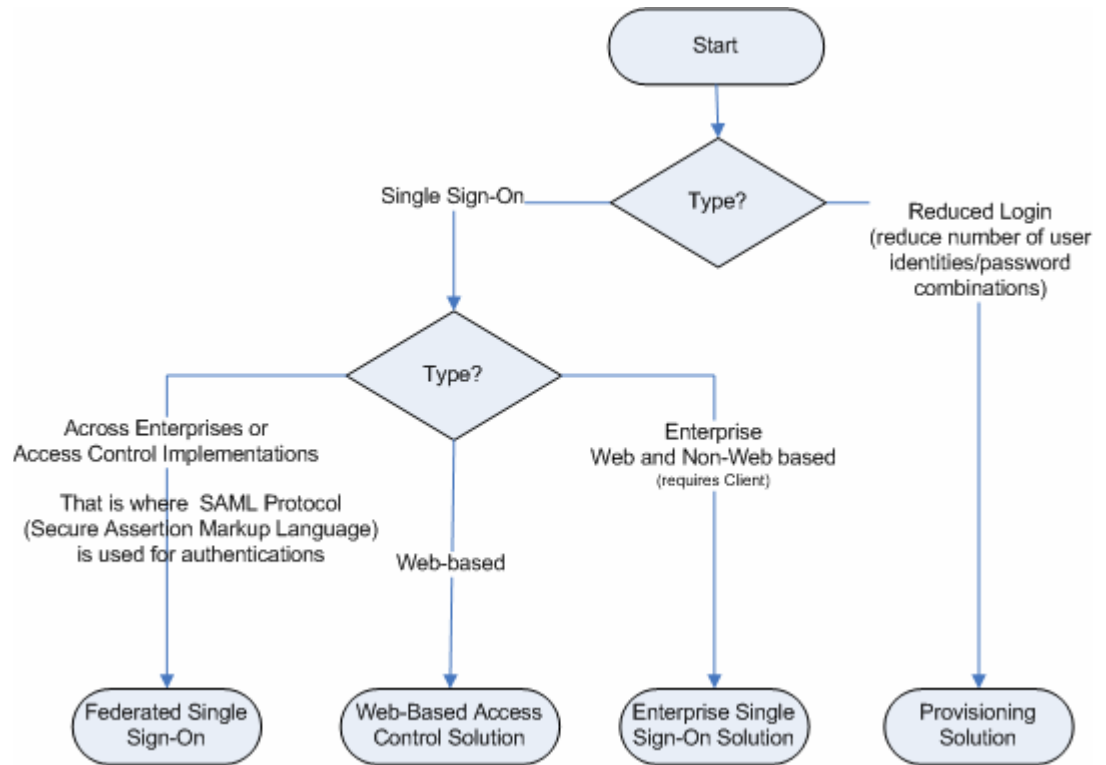 Start
Type?
Single Sign-On
Reduced Login
(reduce number of user
identities/password
combinations)
Type?
Across Enterprises or
Access Control Implementations
That is where SAML Protocol
(Secure Assertion Markup Language)
is used for authentications
Web-based
Enterprise
Web and Non-Web based
(requires Client)
Federated Single
Sign-On
Web-Based Access
Control Solution
Enterprise Single
Sign-On Solution
Provisioning
Solution